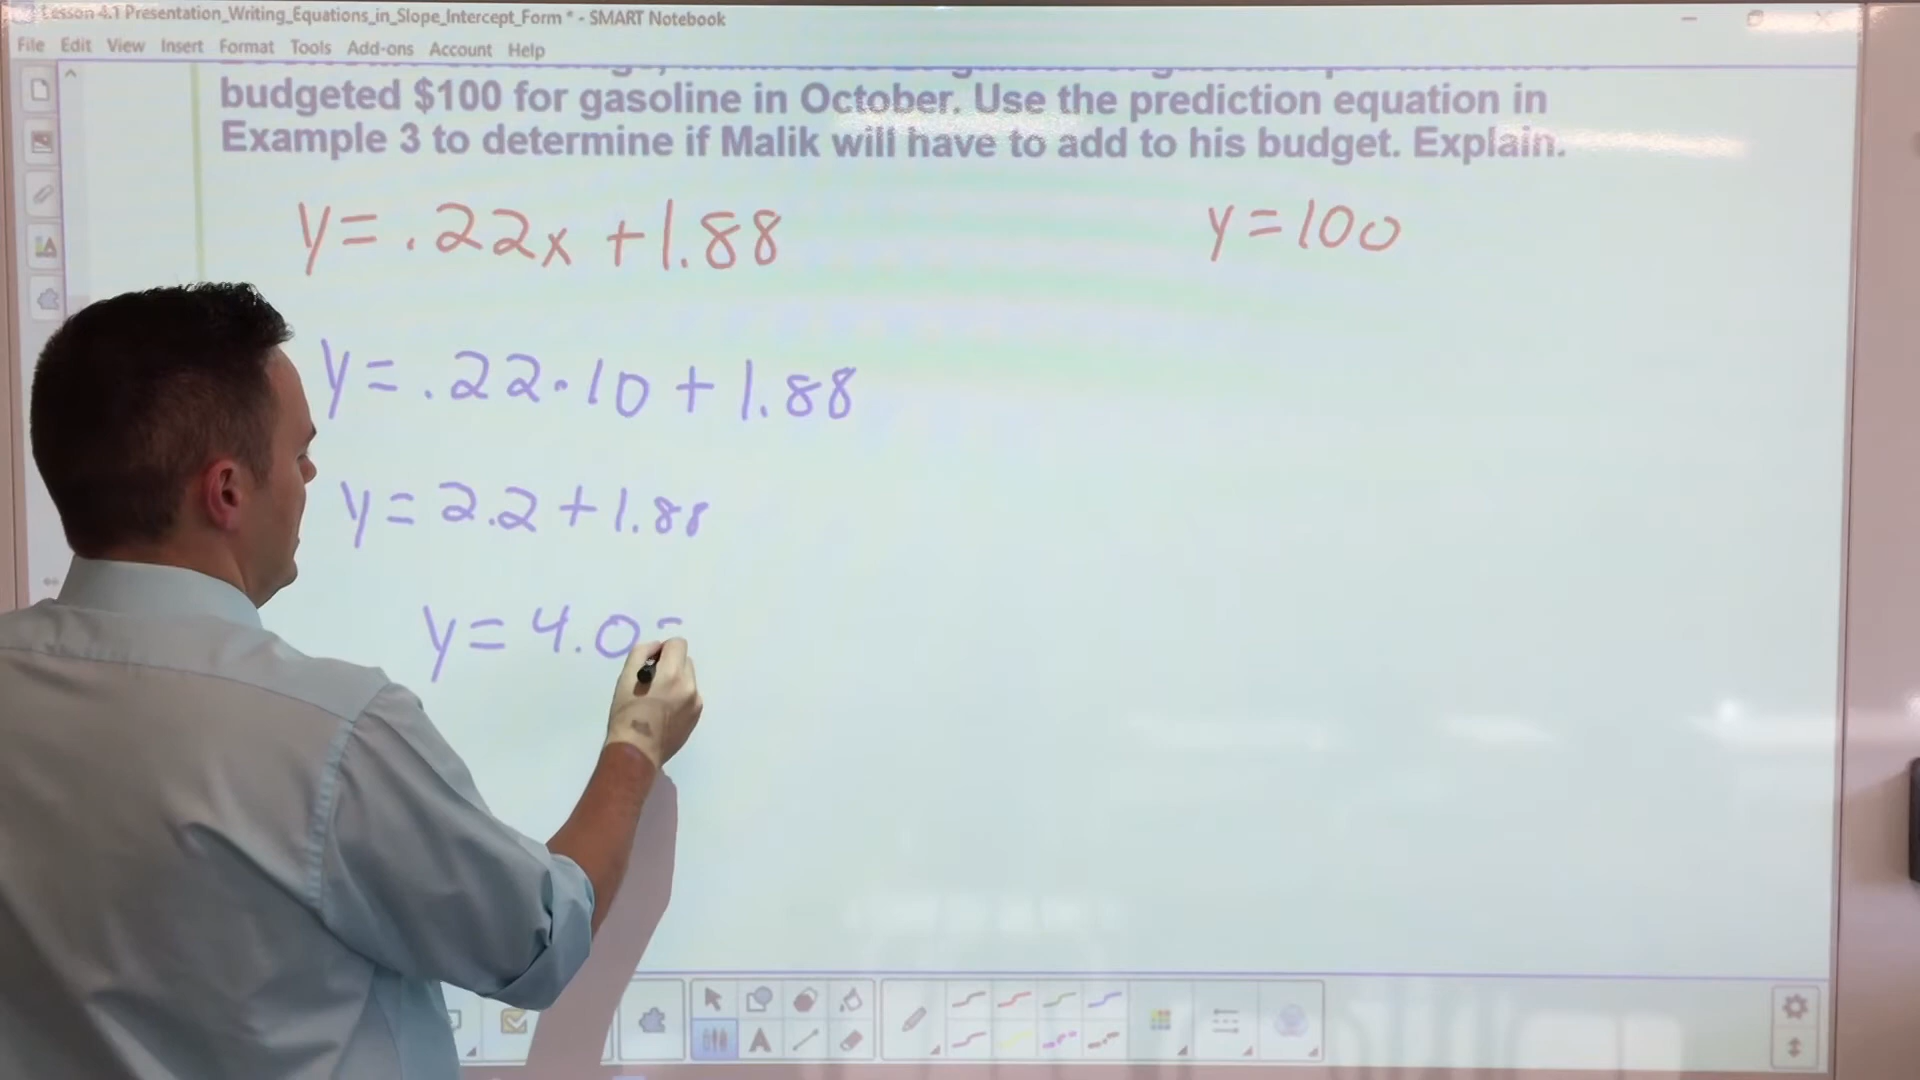 Lesson 4.1 Presentation_Writing_Equations_in_Slope_Intercept_Form * - SMART Notebook
File Edit View Insert Format Tools Add-ons Account Help
budgeted $100 for gasoline in October. Use the prediction equation in
Example 3 to determine if Malik will have to add to his budget. Explain.
y = .22x + 1.88
y = 100
y = .22 · 10 + 1.88
y = 2.2 + 1.88
y = 4.0